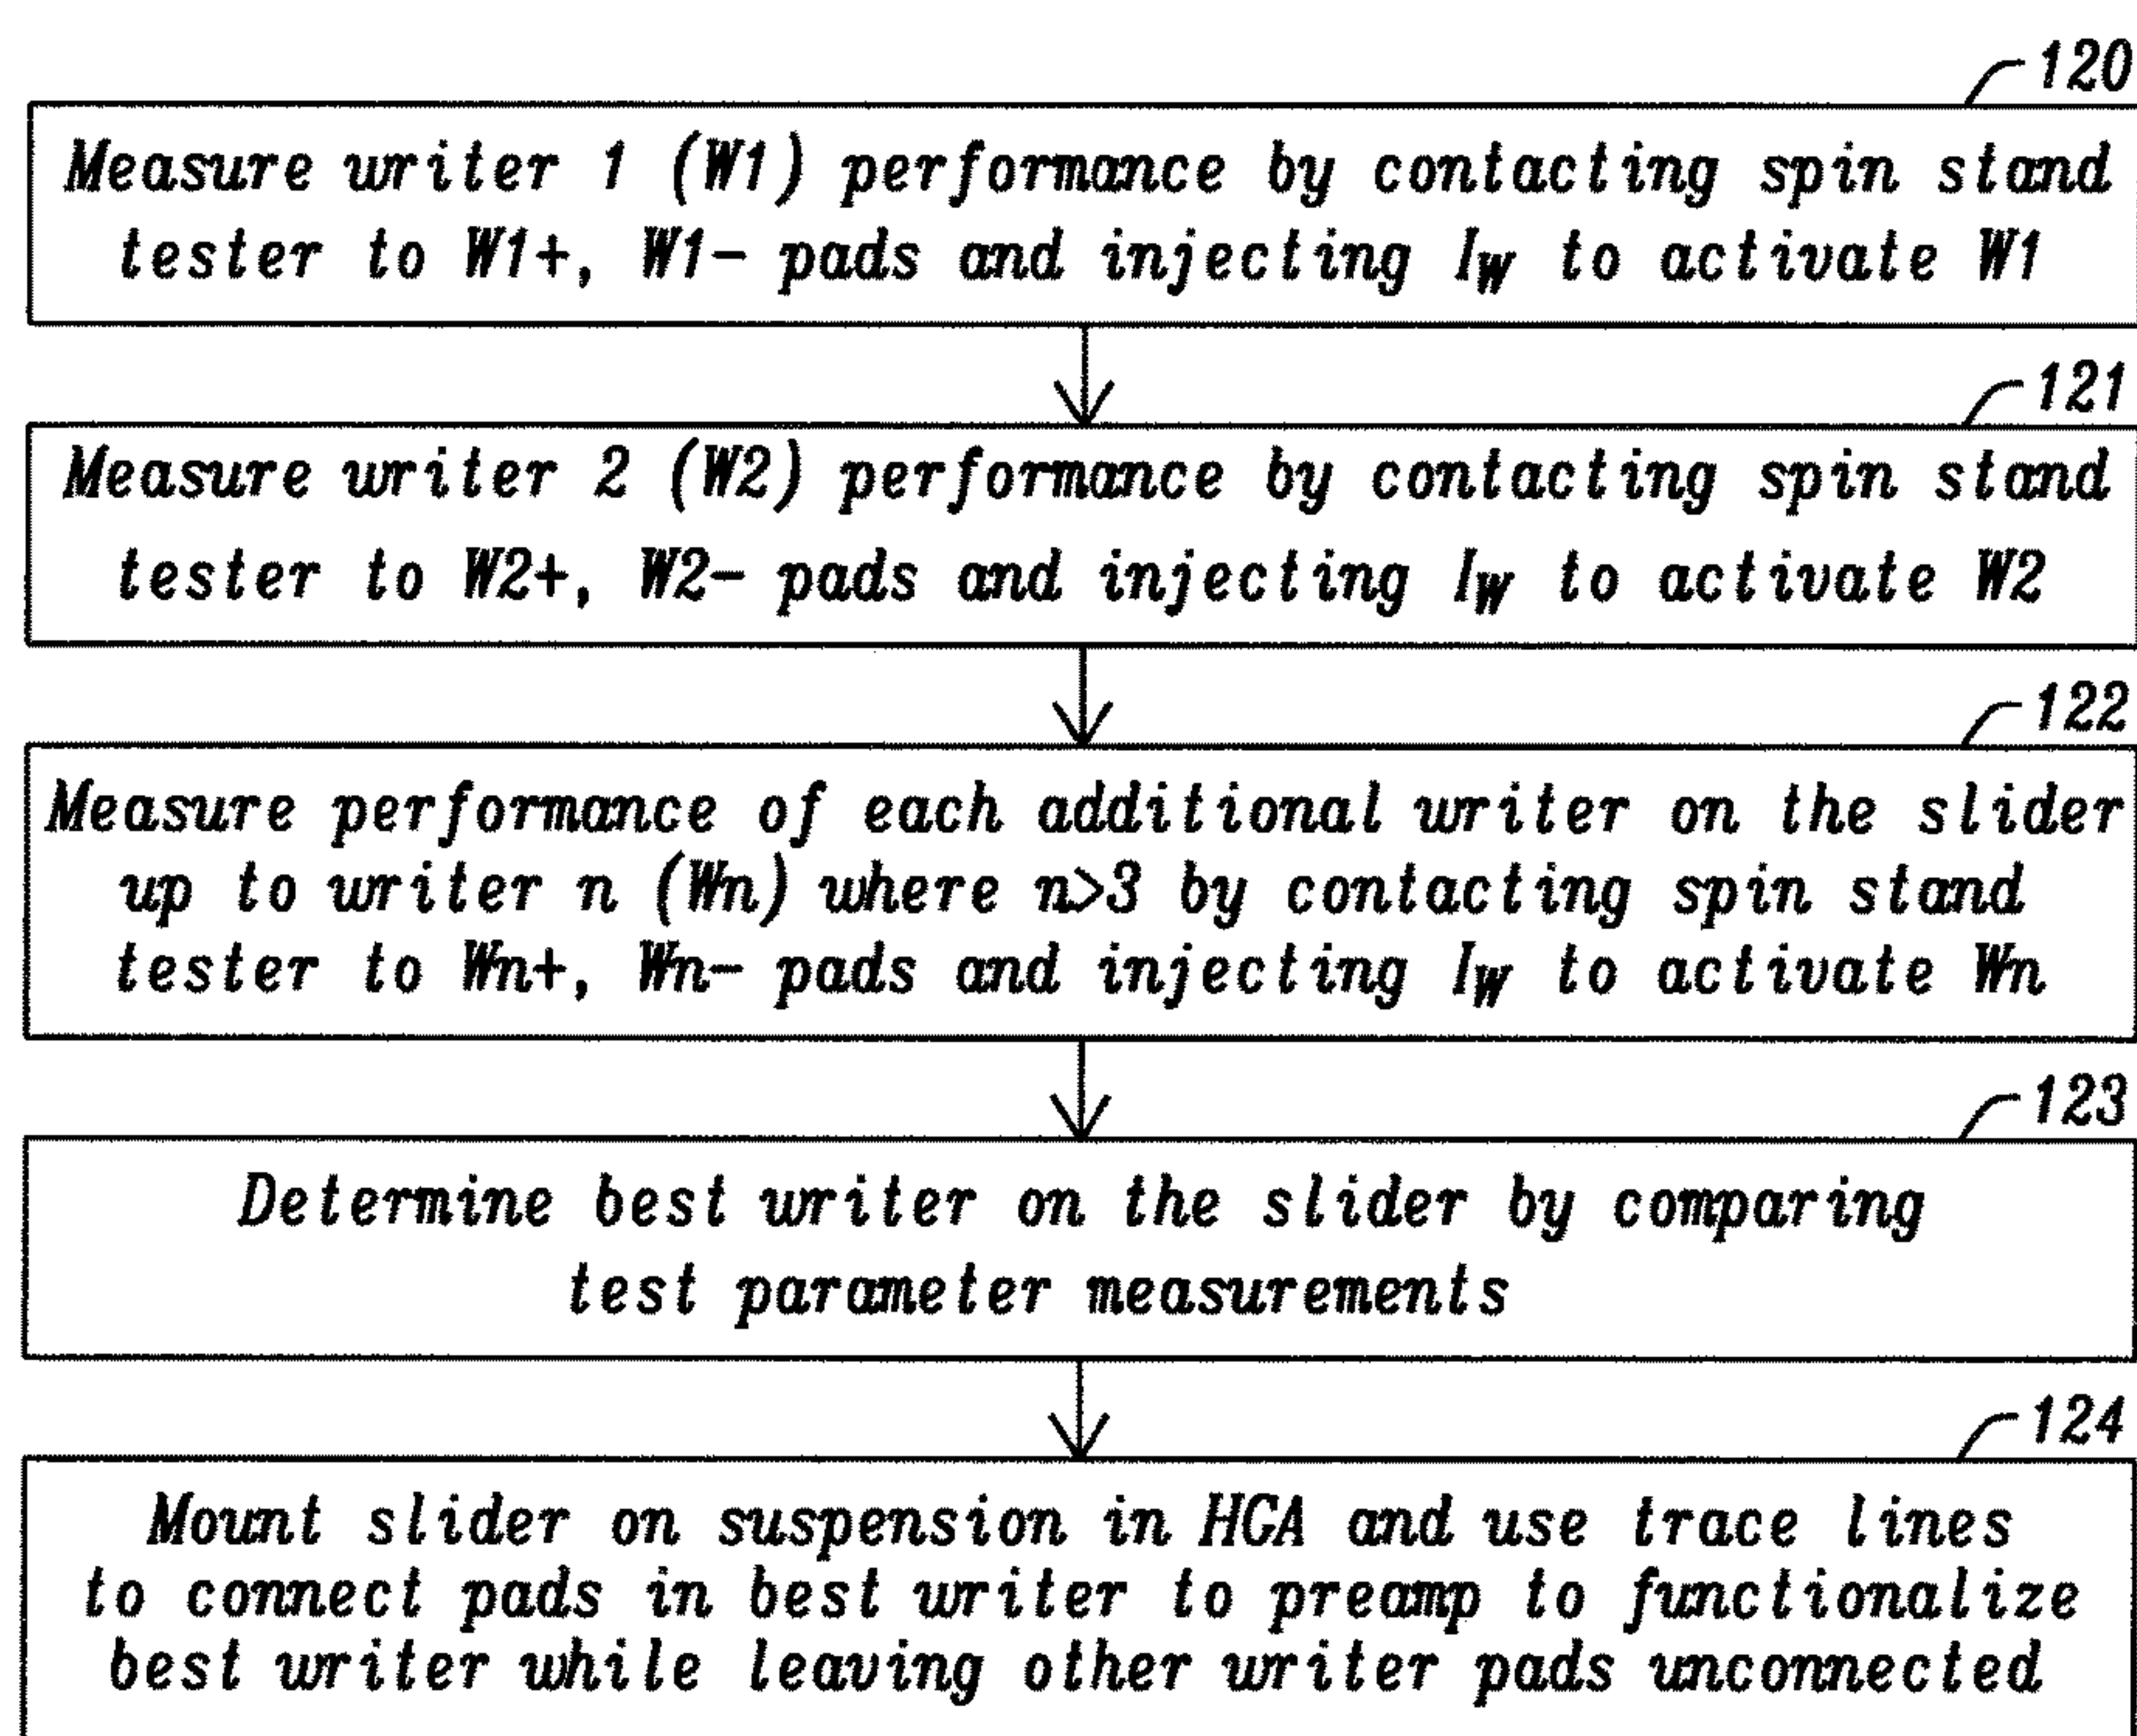 120
Measure writer 1 (W1) performance by contacting spin stand
tester to W1+, W1- pads and injecting IW to activate W1
121
Measure writer 2 (W2) performance by contacting spin stand
tester to W2+, W2- pads and injecting IW to activate W2
122
Measure performance of each additional writer on the slider
up to writer n (Wn) where n>3 by contacting spin stand
tester to Wn+, Wn- pads and injecting IW to activate Wn
123
Determine best writer on the slider by comparing
test parameter measurements
124
Mount slider on suspension in HGA and use trace lines
to connect pads in best writer to preamp to functionalize
best writer while leaving other writer pads unconnected